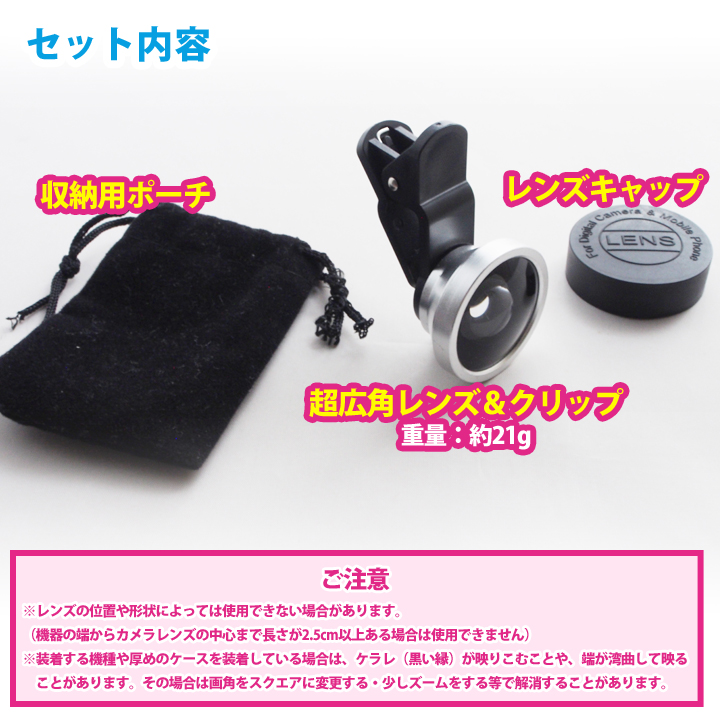 セット内容
収納用ポーチ
レンズキャップ
For Digital Camera & Mobile Phone
LENS
超広角レンズ＆クリップ
重量：約21g
ご注意
※レンズの位置や形状によっては使用できない場合があります。
（機器の端からカメラレンズの中心まで長さが2.5cm以上ある場合は使用できません）
※装着する機種や厚めのケースを装着している場合は、ケラレ（黒い縁）が映りこむことや、端が湾曲して映る
ことがあります。その場合は画角をスクエアに変更する・少しズームをする等で解消することがあります。